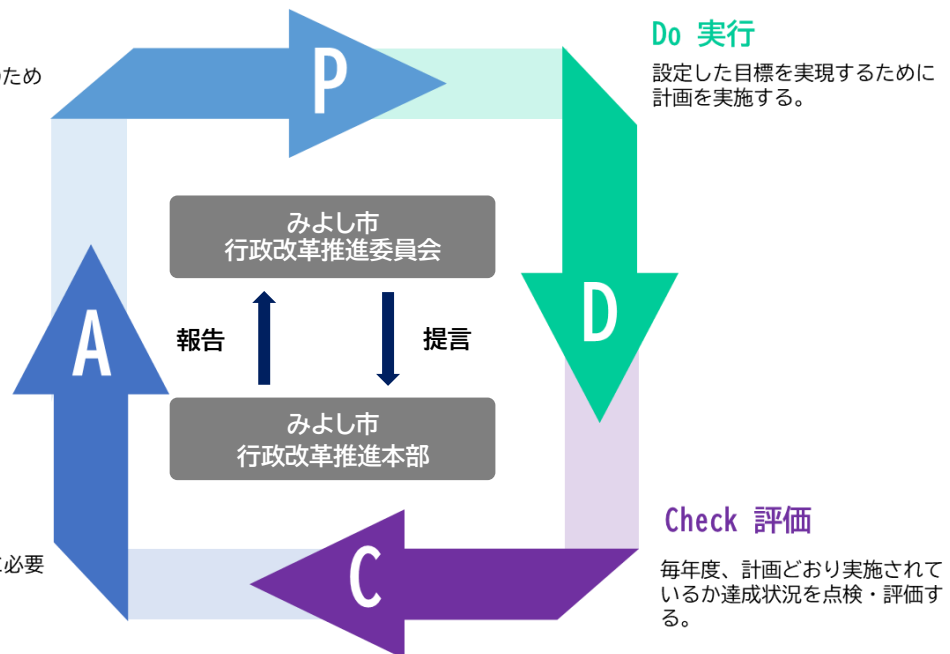 のため
P
Do 実行
設定した目標を実現するために
計画を実施する。
みよし市
行政改革推進委員会
A
報告
提言
D
みよし市
行政改革推進本部
必要
C
Check 評価
毎年度、計画どおり実施されて
いるか達成状況を点検・評価す
る。